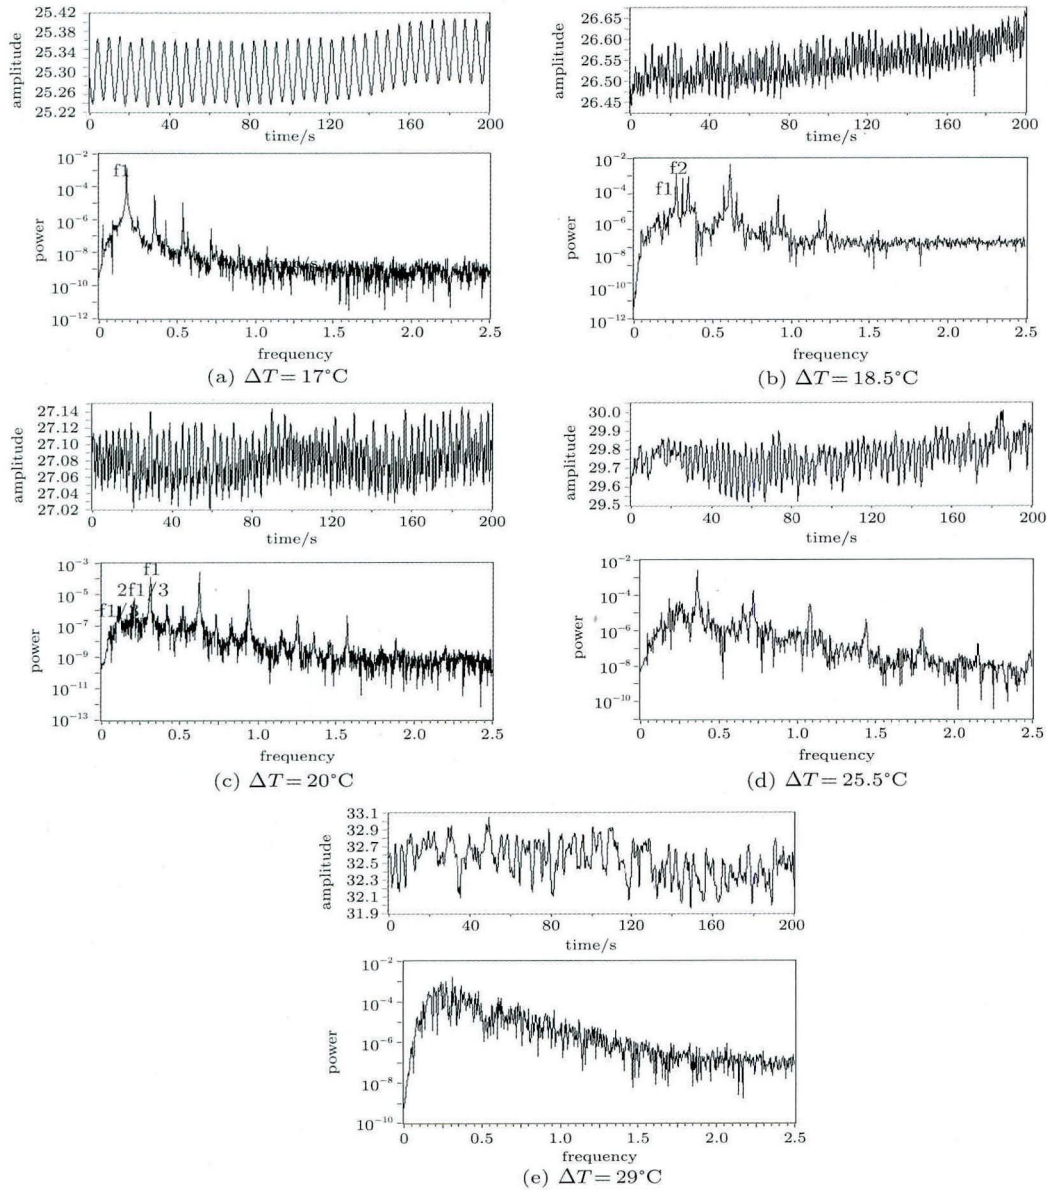 25.42
25.38
25.34
25.30
25.26
25.22
amplitude
0 40 80 120 160 200
time/s
10−2
10−4
10−6
10−8
10−10
10−12
power
f1
0 0.5 1.0 1.5 2.0 2.5
frequency
(a) ΔT = 17°C
26.65
26.60
26.55
26.50
26.45
amplitude
0 40 80 120 160 200
time/s
10−2
10−4
10−6
10−8
10−10
10−12
power
f2
f1
0 0.5 1.0 1.5 2.0 2.5
frequency
(b) ΔT = 18.5°C
27.14
27.10
27.08
27.06
27.04
27.02
amplitude
0 40 80 120 160 200
time/s
10−3
10−5
10−7
10−9
10−11
10−13
power
f1
2f1/3
0 0.5 1.0 1.5 2.0 2.5
frequency
(c) ΔT = 20°C
30.0
29.9
29.8
29.7
29.6
29.5
amplitude
0 40 80 120 160 200
time/s
10−2
10−4
10−6
10−8
10−10
power
0 0.5 1.0 1.5 2.0 2.5
frequency
(d) ΔT = 25.5°C
33.1
32.9
32.7
32.5
32.3
32.1
31.9
amplitude
0 40 80 120 160 200
time/s
10−2
10−4
10−6
10−8
10−10
power
0 0.5 1.0 1.5 2.0 2.5
frequency
(e) ΔT = 29°C